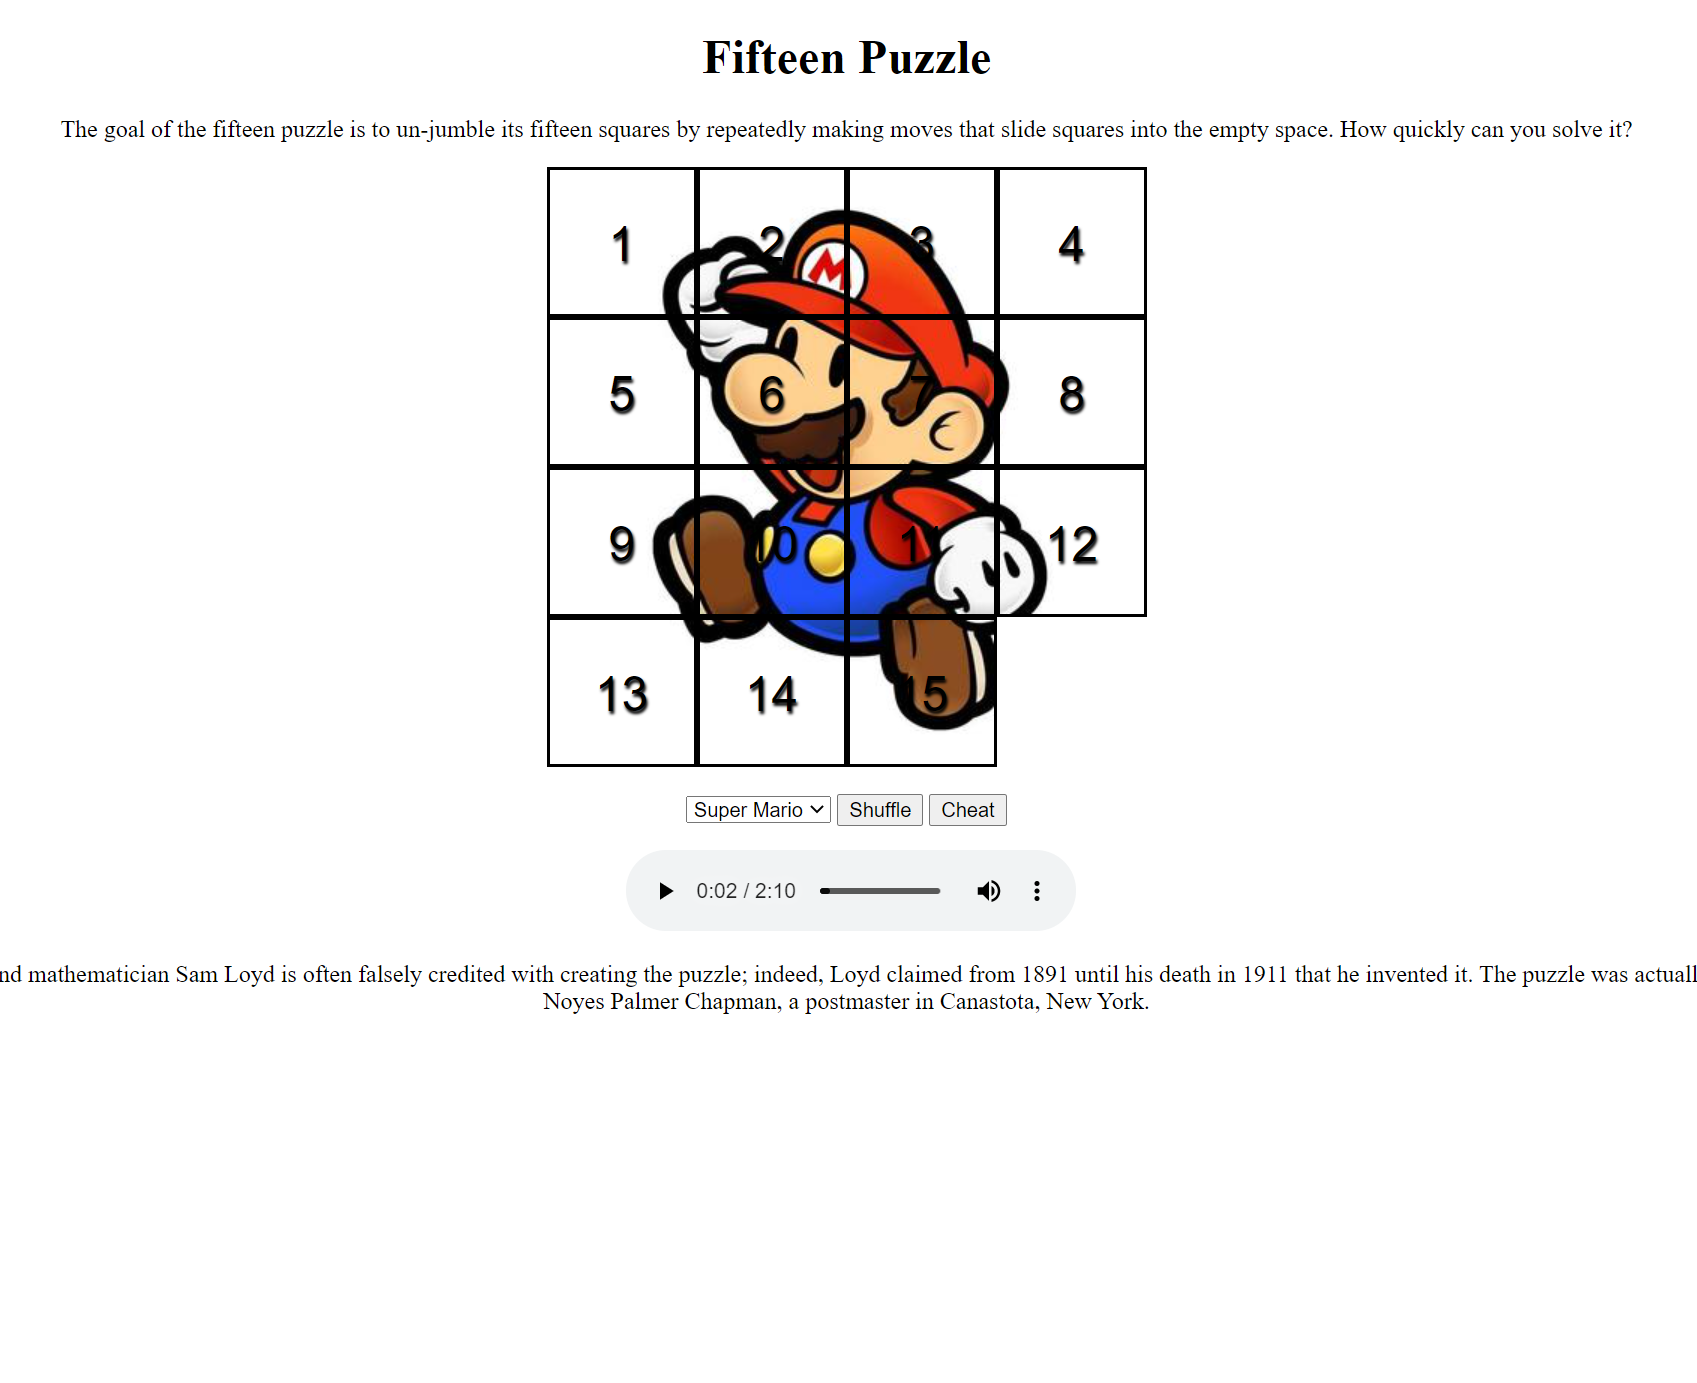 Fifteen Puzzle
The goal of the fifteen puzzle is to un-jumble its fifteen squares by repeatedly making moves that slide squares into the empty space. How quickly can you solve it?
1 2 3 4
M
5 6 7 8
9 10 11 12
13 14 15
Super Mario Shuffle Cheat
0:02 / 2:10
mathematician Sam Loyd is often falsely credited with creating the puzzle; indeed, Loyd claimed from 1891 until his death in 1911 that he invented it. The puzzle was
Noyes Palmer Chapman, a postmaster in Canastota, New York.